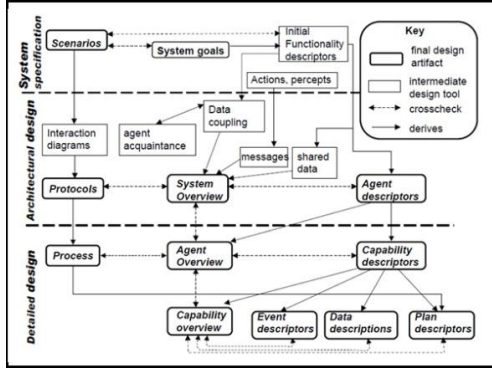 System
specification
Scenarios
System goals
Initial
Functionality
descriptors
Actions, percepts
Key
final design
artifact
intermediate
design tool
crosscheck
derives
Architectural design
Data
coupling
Interaction
diagrams
agent
acquaintance
messages
shared
data
Protocols
System
Overview
Agent
descriptors
Detailed design
Process
Agent
Overview
Capability
descriptors
Capability
overview
Event
descriptors
Data
descriptions
Plan
descriptors